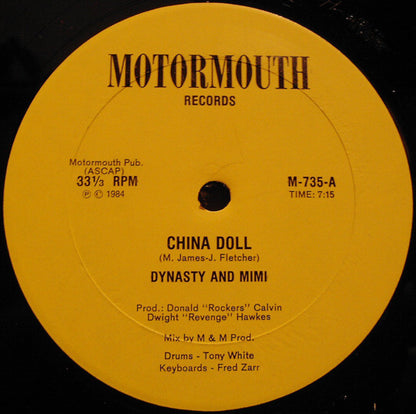 MOTORMOUTH
RECORDS
Motormouth Pub.
(ASCAP)
33⅓ RPM
℗ © 1984
M-735-A
TIME: 7:15
CHINA DOLL
(M. James-J. Fletcher)
DYNASTY AND MIMI
Prod.: Donald "Rockers" Calvin
Dwight "Revenge" Hawkes
Mix by M & M Prod.
Drums - Tony White
Keyboards - Fred Zarr